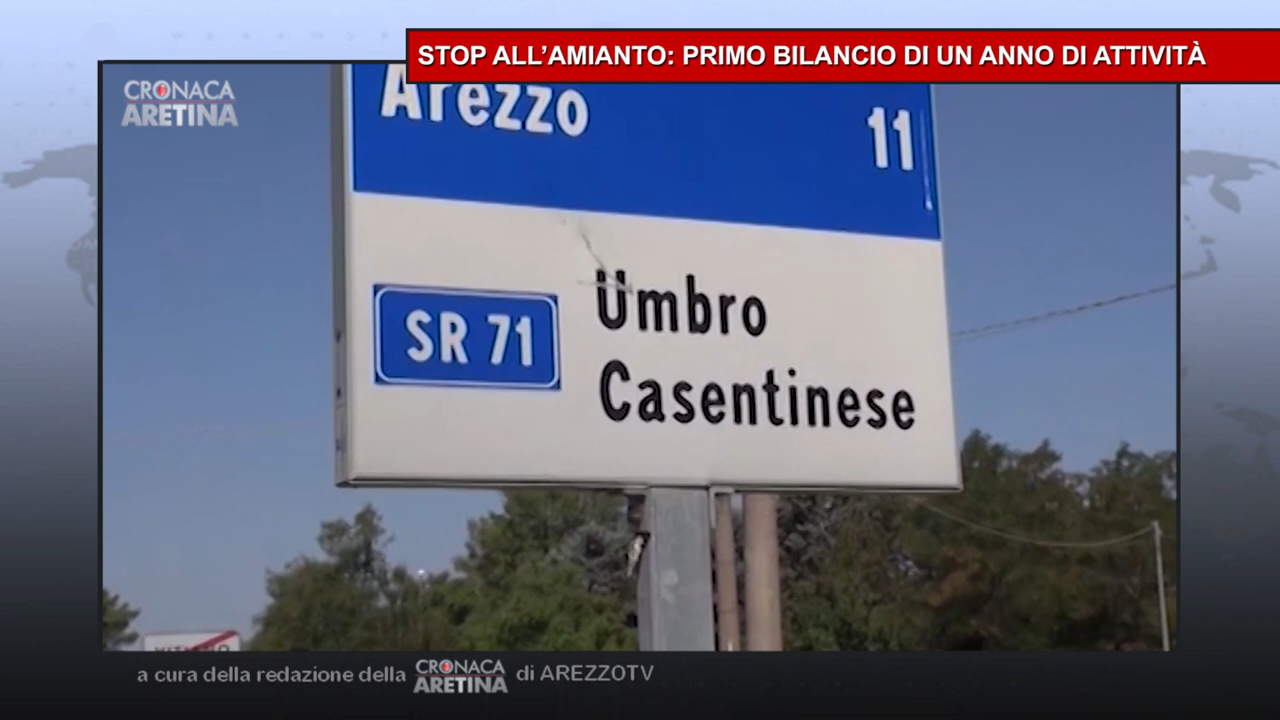 STOP ALL'AMIANTO: PRIMO BILANCIO DI UN ANNO DI ATTIVITÀ
CRONACA
ARETINA
Arezzo 11
SR 71
Umbro
Casentinese
a cura della redazione della CRONACA ARETINA di AREZZOTV